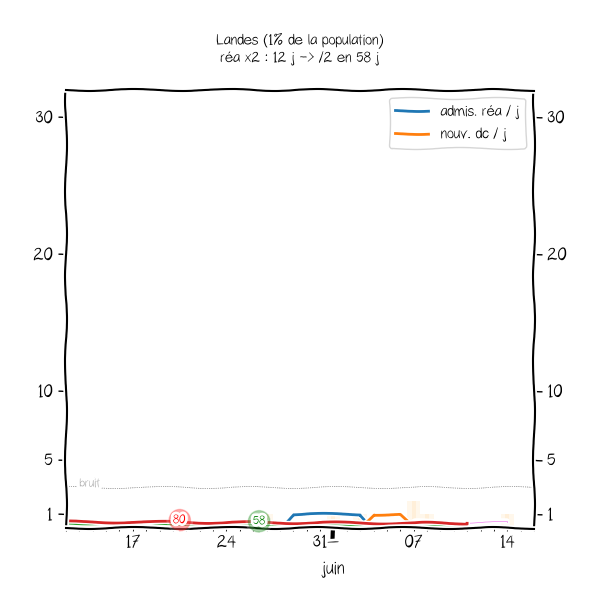 Landes (1% de la population)
réa x2 : 12 j -> /2 en 58 j
admis. réa / j
nouv. dc / j
30
30
20
20
10
10
5
5
bruit
1
1
80
58
17
24
31
07
14
juin